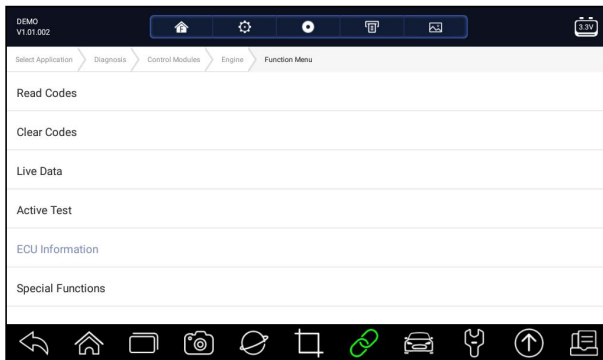 DEMO
V1.01.002
3.3V
Select Application Diagnosis Control Modules Engine Function Menu
Read Codes
Clear Codes
Live Data
Active Test
ECU Information
Special Functions